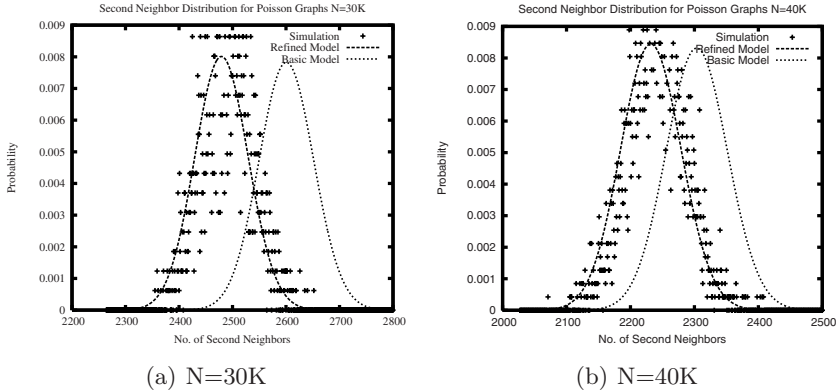 Second Neighbor Distribution for Poisson Graphs N=30K
0.009
0.008
0.007
0.006
0.005
0.004
0.003
0.002
0.001
0
Probability
Simulation
Refined Model
Basic Model
2200 2300 2400 2500 2600 2700 2800
No. of Second Neighbors
(a) N=30K
Second Neighbor Distribution for Poisson Graphs N=40K
0.009
0.008
0.007
0.006
0.005
0.004
0.003
0.002
0.001
0
Probability
Simulation
Refined Model
Basic Model
2000 2100 2200 2300 2400 2500
No. of Second Neighbors
(b) N=40K